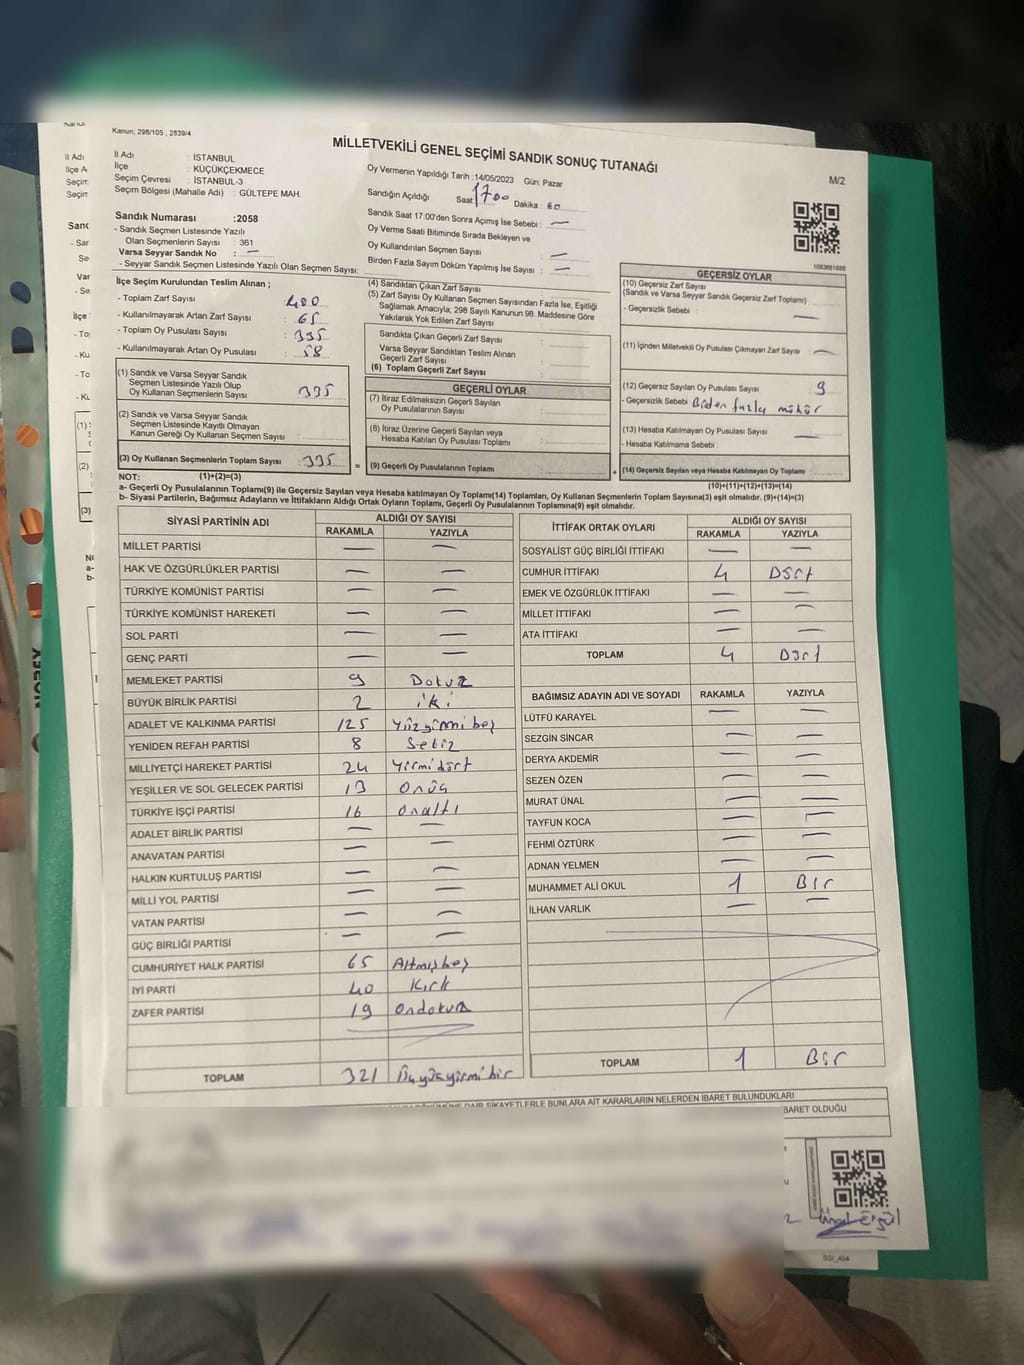 Kanun; 298/105 , 2839/4
MİLLETVEKİLİ GENEL SEÇİMİ SANDIK SONUÇ TUTANAĞI
M/2
İl Adı : İSTANBUL
İlçe : KÜÇÜKÇEKMECE
Seçim Çevresi : İSTANBUL-3
Seçim Bölgesi (Mahalle Adı) : GÜLTEPE MAH.
Oy Vermenin Yapıldığı Tarih :14/05/2023 Gün: Pazar
Sandığın Açıldığı Saat: 1700 Dakika :
Sandık Saat 17.00'den Sonra Açımış İse Sebebi : —
Oy Verme Saati Bitiminde Sırada Bekleyen ve
Oy Kullandırılan Seçmen Sayısı : —
Birden Fazla Sayım Döküm Yapılmış İse Sayısı : —
Sandık Numarası :2058
- Sandık Seçmen Listesinde Yazılı
Olan Seçmenlerin Sayısı : 361
Varsa Seyyar Sandık No : —
- Seyyar Sandık Seçmen Listesinde Yazılı Olan Seçmen Sayısı:
İlçe Seçim Kurulundan Teslim Alınan ;
- Toplam Zarf Sayısı : 400
- Kullanılmayarak Artan Zarf Sayısı : 65
- Toplam Oy Pusulası Sayısı : 395
- Kullanılmayarak Artan Oy Pusulası : 58
(1) Sandık ve Varsa Seyyar Sandık
Seçmen Listesinde Yazılı Olup
Oy Kullanan Seçmenlerin Sayısı : 335
(2) Sandık ve Varsa Seyyar Sandık
Seçmen Listesinde Kayıtlı Olmayan
Kanun Gereği Oy Kullanan Seçmen Sayısı :
(3) Oy Kullanan Seçmenlerin Toplam Sayısı : 335
(1)+(2)=(3)
(4) Sandıktan Çıkan Zarf Sayısı :
(5) Zarf Sayısı Oy Kullanan Seçmen Sayısından Fazla İse, Eşitliği
Sağlamak Amacıyla; 298 Sayılı Kanunun 98. Maddesine Göre
Yakılarak Yok Edilen Zarf Sayısı :
Sandıkta Çıkan Geçerli Zarf Sayısı :
Varsa Seyyar Sandıktan Teslim Alınan
Geçerli Zarf Sayısı :
(6) Toplam Geçerli Zarf Sayısı :
GEÇERLİ OYLAR
(7) İtiraz Edilmeksizin Geçerli Sayılan
Oy Pusulalarının Sayısı :
(8) İtiraz Üzerine Geçerli Sayılan veya
Hesaba Katılan Oy Pusulası Toplamı :
= (9) Geçerli Oy Pusulalarının Toplamı :
1083681888
GEÇERSİZ OYLAR
(10) Geçersiz Zarf Sayısı
(Sandık ve Varsa Seyyar Sandık Geçersiz Zarf Toplamı) :
- Geçersizlik Sebebi : —
(11) İçinden Milletvekili Oy Pusulası Çıkmayan Zarf Sayısı : —
(12) Geçersiz Sayılan Oy Pusulası Sayısı : 9
- Geçersizlik Sebebi : Biden fazla mühür
(13) Hesaba Katılmayan Oy Pusulası Sayısı : —
- Hesaba Katılmama Sebebi :
+ (14) Geçersiz Sayılan veya Hesaba Katılmayan Oy Toplamı :
(10)+(11)+(12)+(13)=(14)
NOT:
a- Geçerli Oy Pusulalarının Toplamı(9) ile Geçersiz Sayılan veya Hesaba katılmayan Oy Toplamı(14) Toplamları, Oy Kullanan Seçmenlerin Toplam Sayısına(3) eşit olmalıdır. (9)+(14)=(3)
b- Siyasi Partilerin, Bağımsız Adayların ve İttifakların Aldığı Ortak Oyların Toplamı, Geçerli Oy Pusulalarının Toplamına(9) eşit olmalıdır.
SİYASİ PARTİNİN ADI ALDIĞI OY SAYISI
RAKAMLA YAZIYLA
MİLLET PARTİSİ — —
HAK VE ÖZGÜRLÜKLER PARTİSİ — —
TÜRKİYE KOMÜNİST PARTİSİ — —
TÜRKİYE KOMÜNİST HAREKETİ — —
SOL PARTİ — —
GENÇ PARTİ — —
MEMLEKET PARTİSİ 9 Dokuz
BÜYÜK BİRLİK PARTİSİ 2 iki
ADALET VE KALKINMA PARTİSİ 125 Yüzyirmi beş
YENİDEN REFAH PARTİSİ 8 Sekiz
MİLLİYETÇİ HAREKET PARTİSİ 24 Yirmidört
YEŞİLLER VE SOL GELECEK PARTİSİ 13 Onüç
TÜRKİYE İŞÇİ PARTİSİ 16 Onaltı
ADALET BİRLİK PARTİSİ — —
ANAVATAN PARTİSİ — —
HALKIN KURTULUŞ PARTİSİ — —
MİLLİ YOL PARTİSİ — —
VATAN PARTİSİ — —
GÜÇ BİRLİĞİ PARTİSİ — —
CUMHURİYET HALK PARTİSİ 65 Altmışbeş
İYİ PARTİ 40 Kırk
ZAFER PARTİSİ 19 Ondokuz
TOPLAM 321 Üçyüzyirmibir
İTTİFAK ORTAK OYLARI ALDIĞI OY SAYISI
RAKAMLA YAZIYLA
SOSYALİST GÜÇ BİRLİĞİ İTTİFAKI — —
CUMHUR İTTİFAKI 4 Dört
EMEK VE ÖZGÜRLÜK İTTİFAKI — —
MİLLET İTTİFAKI — —
ATA İTTİFAKI — —
TOPLAM 4 Dört
BAĞIMSIZ ADAYIN ADI VE SOYADI RAKAMLA YAZIYLA
LÜTFÜ KARAYEL — —
SEZGİN SİNCAR — —
DERYA AKDEMİR — —
SEZEN ÖZEN — —
MURAT ÜNAL — —
TAYFUN KOCA — —
FEHMİ ÖZTÜRK — —
ADNAN YELMEN — —
MUHAMMET ALİ OKUL 1 Bir
İLHAN VARLIK — —
TOPLAM 1 Bir
ŞİKAYETLERLE BUNLARA AİT KARARLARIN NELERDEN İBARET BULUNDUKLARI
BARET OLDUĞU
SSI_404